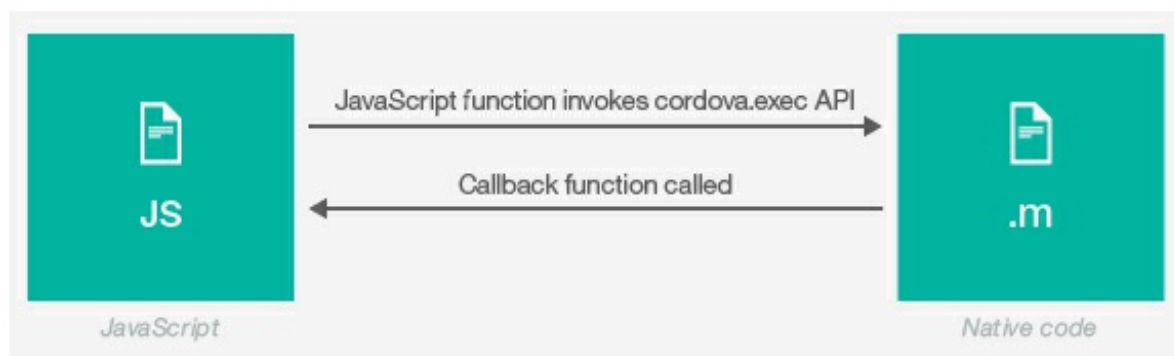 JavaScript function invokes cordova.exec API
Callback function called
JS
.m
JavaScript
Native code